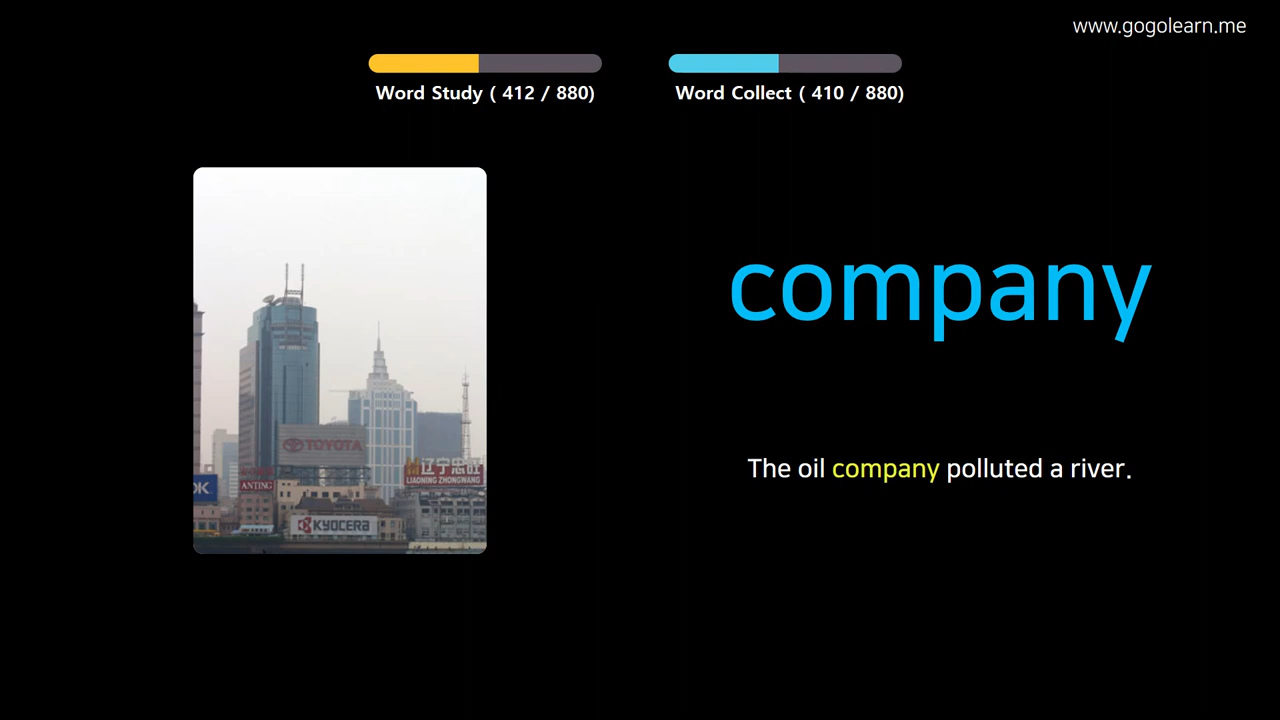 www.gogolearn.me
Word Study ( 412 / 880)
Word Collect ( 410 / 880)
company
The oil company polluted a river.
TOYOTA
辽宁忠旺
LIAONING ZHONGWANG
ANTING
OK
KYOCERA